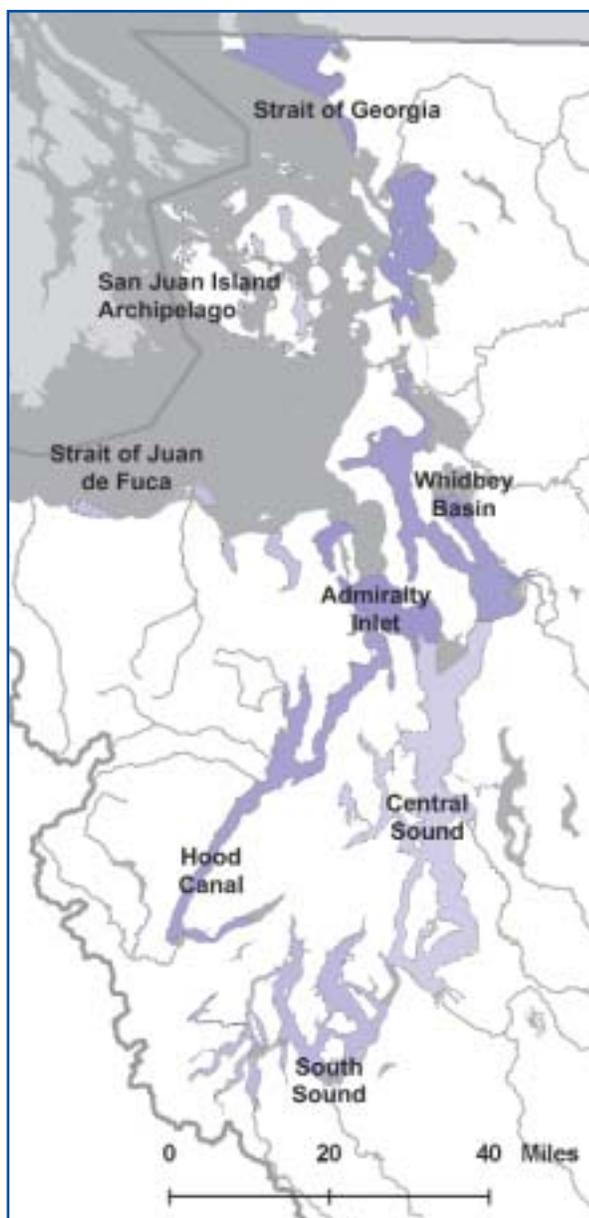 Strait of Georgia
San Juan Island
Archipelago
Strait of Juan
de Fuca
Whidbey
Basin
Admiralty
Inlet
Central
Sound
Hood
Canal
South
Sound
0 20 40 Miles